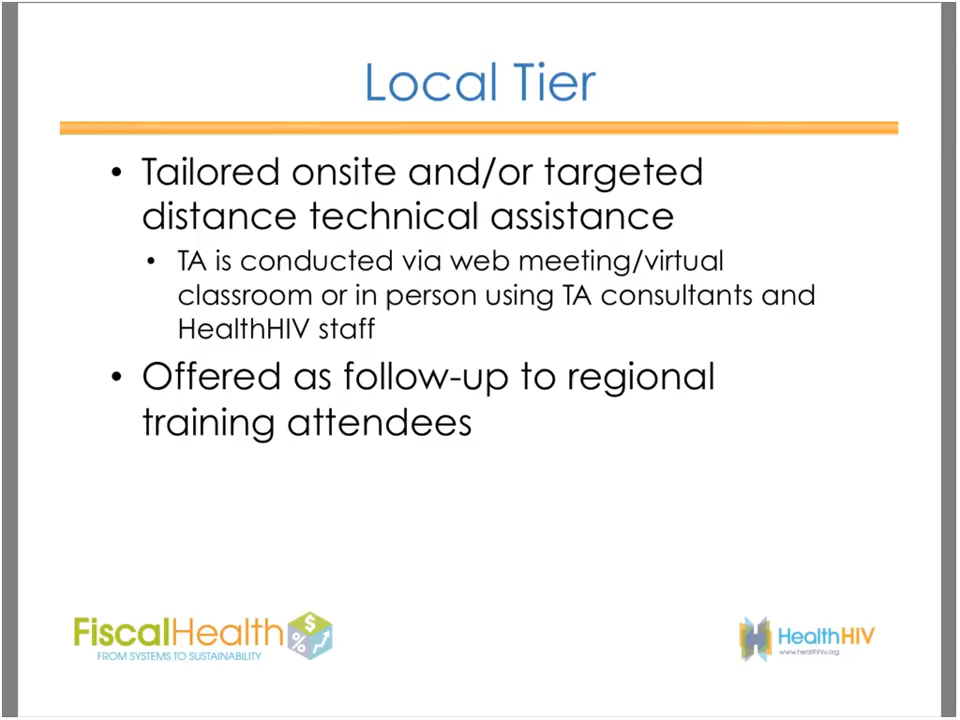 Local Tier
• Tailored onsite and/or targeted
distance technical assistance
• TA is conducted via web meeting/virtual
classroom or in person using TA consultants and
HealthHIV staff
• Offered as follow-up to regional
training attendees
FiscalHealth
FROM SYSTEMS TO SUSTAINABILITY
$
%
HealthHIV
www.healthhiv.org